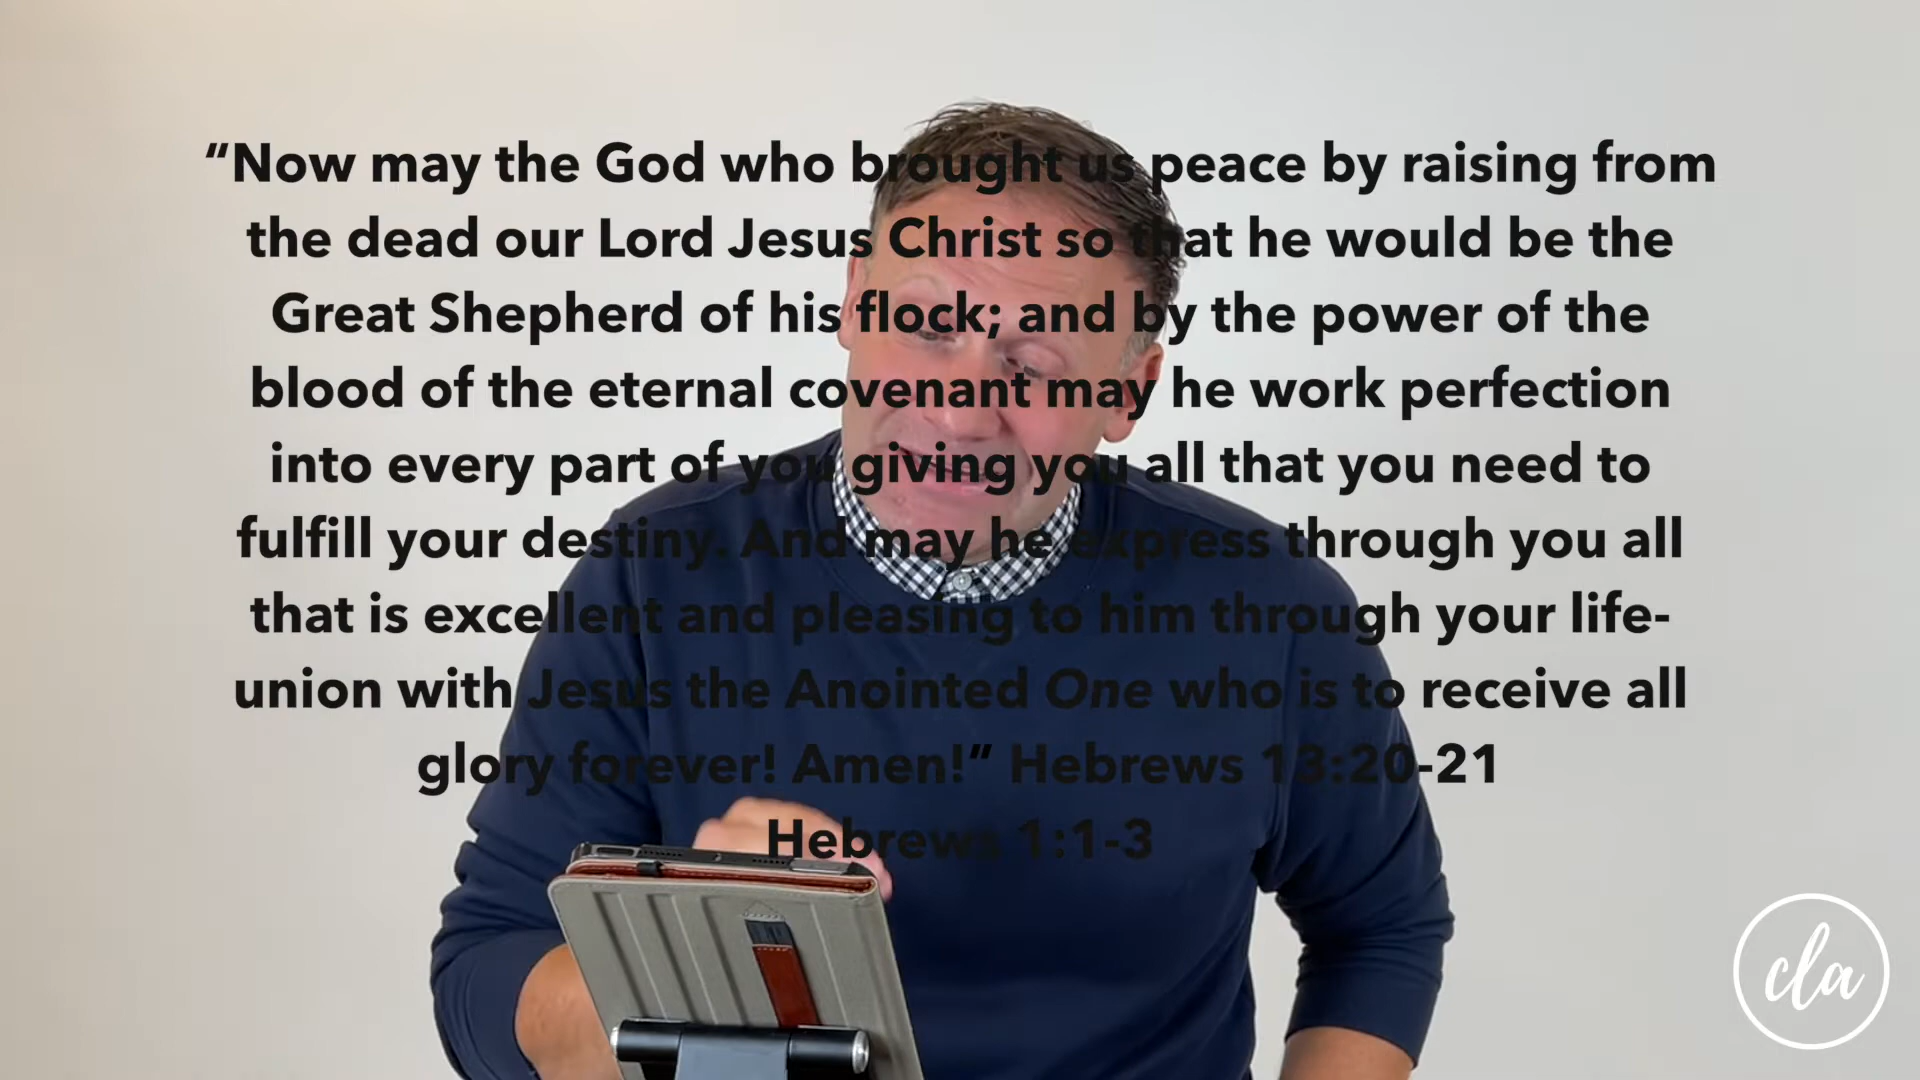 “Now may the God who brought us peace by raising from
the dead our Lord Jesus Christ so that he would be the
Great Shepherd of his flock; and by the power of the
blood of the eternal covenant may he work perfection
into every part of you giving you all that you need to
fulfill your destiny. And may he express through you all
that is excellent and pleasing to him through your life-
union with Jesus the Anointed One who is to receive all
glory forever! Amen!” Hebrews 13:20-21
Hebrews 1:1-3
cla